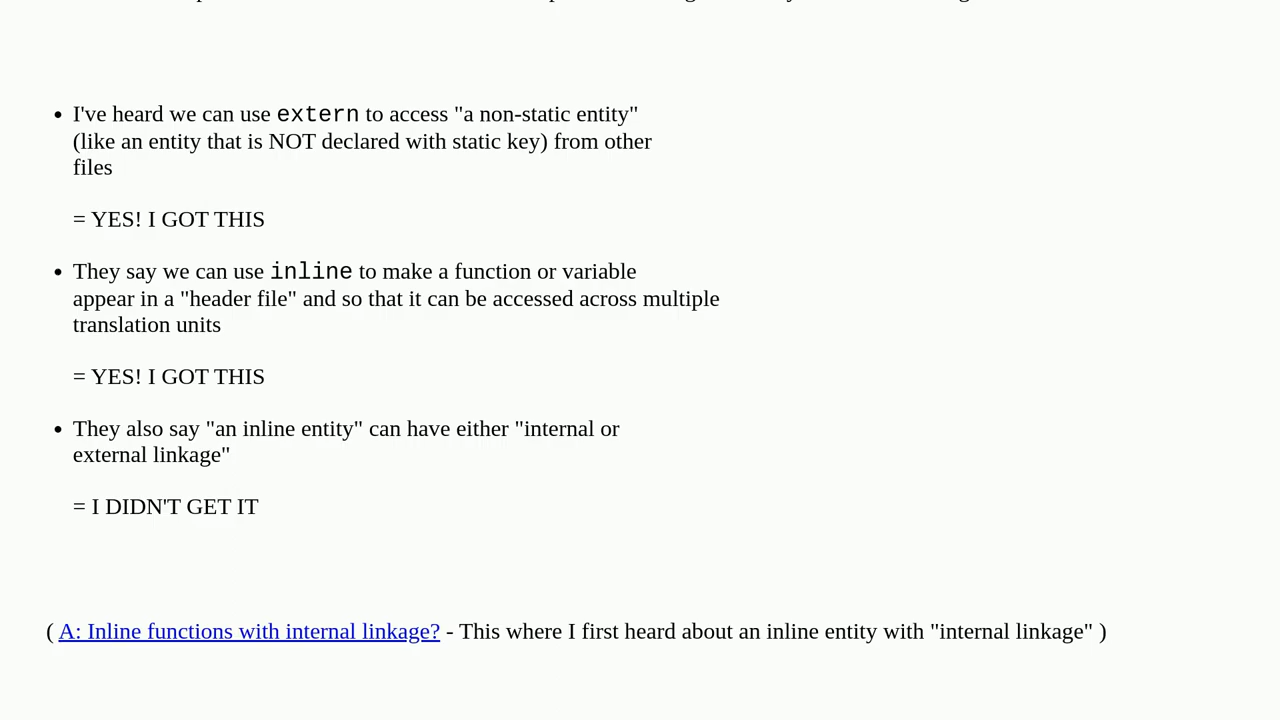 I've heard we can use extern to access "a non-static entity"
(like an entity that is NOT declared with static key) from other
files
= YES! I GOT THIS
They say we can use inline to make a function or variable
appear in a "header file" and so that it can be accessed across multiple
translation units
= YES! I GOT THIS
They also say "an inline entity" can have either "internal or
external linkage"
= I DIDN'T GET IT
( A: Inline functions with internal linkage? - This where I first heard about an inline entity with "internal linkage" )